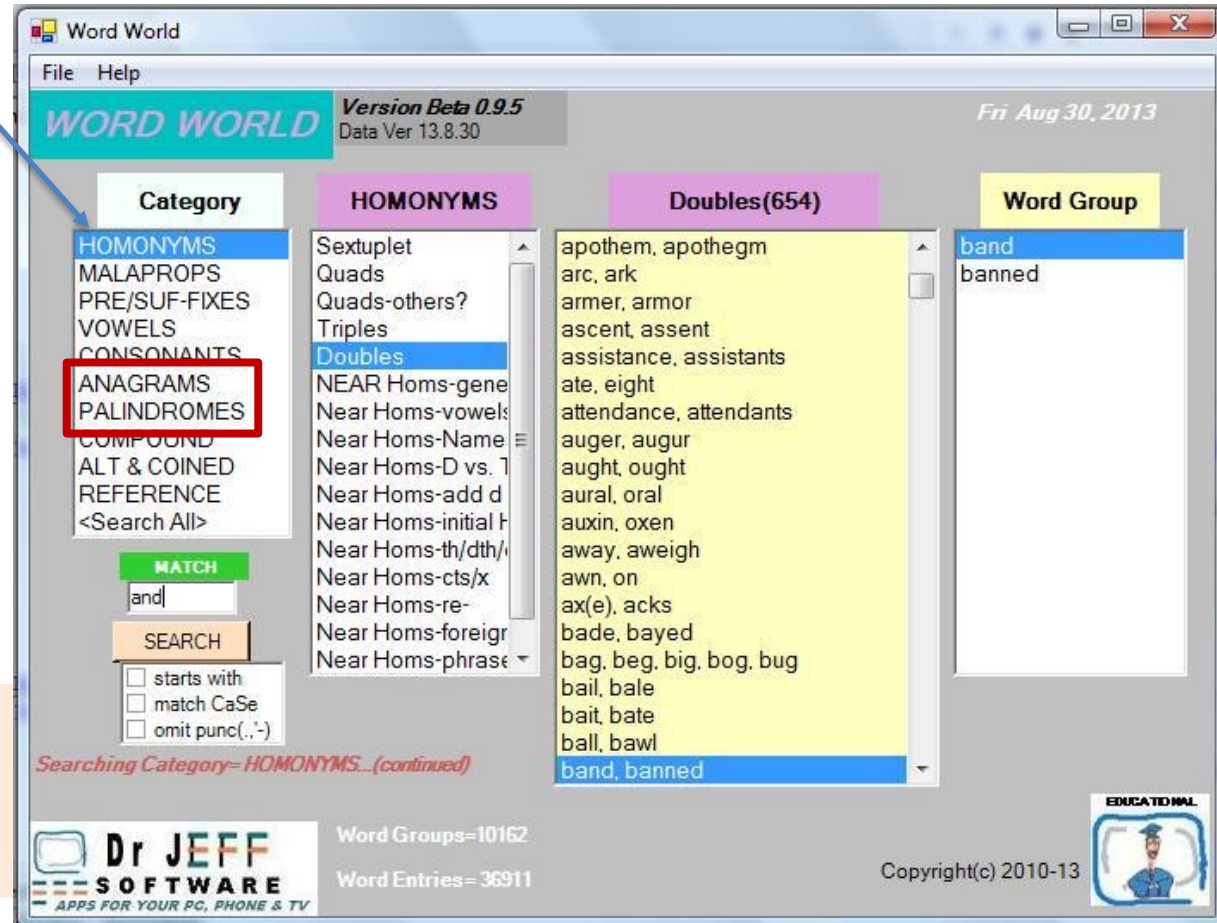 Word World
File Help
WORD WORLD
Version Beta 0.9.5
Data Ver 13.8.30
Fri Aug 30, 2013
Category
HOMONYMS
MALAPROPS
PRE/SUF-FIXES
VOWELS
CONSONANTS
ANAGRAMS
PALINDROMES
COMPOUND
ALT & COINED
REFERENCE
<Search All>
MATCH
and
SEARCH
starts with
match CaSe
omit punc(.,'-)
Searching Category=HOMONYMS...(continued)
HOMONYMS
Sextuplet
Quads
Quads-others?
Triples
Doubles
NEAR Homs-gene
Near Homs-vowels
Near Homs-Name
Near Homs-D vs. T
Near Homs-add d
Near Homs-initial H
Near Homs-th/dth/
Near Homs-cts/x
Near Homs-re-
Near Homs-foreign
Near Homs-phrase
Doubles(654)
apothem, apothegm
arc, ark
armer, armor
ascent, assent
assistance, assistants
ate, eight
attendance, attendants
auger, augur
aught, ought
aural, oral
auxin, oxen
away, aweigh
awn, on
ax(e), acks
bade, bayed
bag, beg, big, bog, bug
bail, bale
bait, bate
ball, bawl
band, banned
Word Group
band
banned
Dr JEFF
SOFTWARE
APPS FOR YOUR PC, PHONE & TV
Word Groups=10162
Word Entries=36911
Copyright(c) 2010-13
EDUCATIONAL